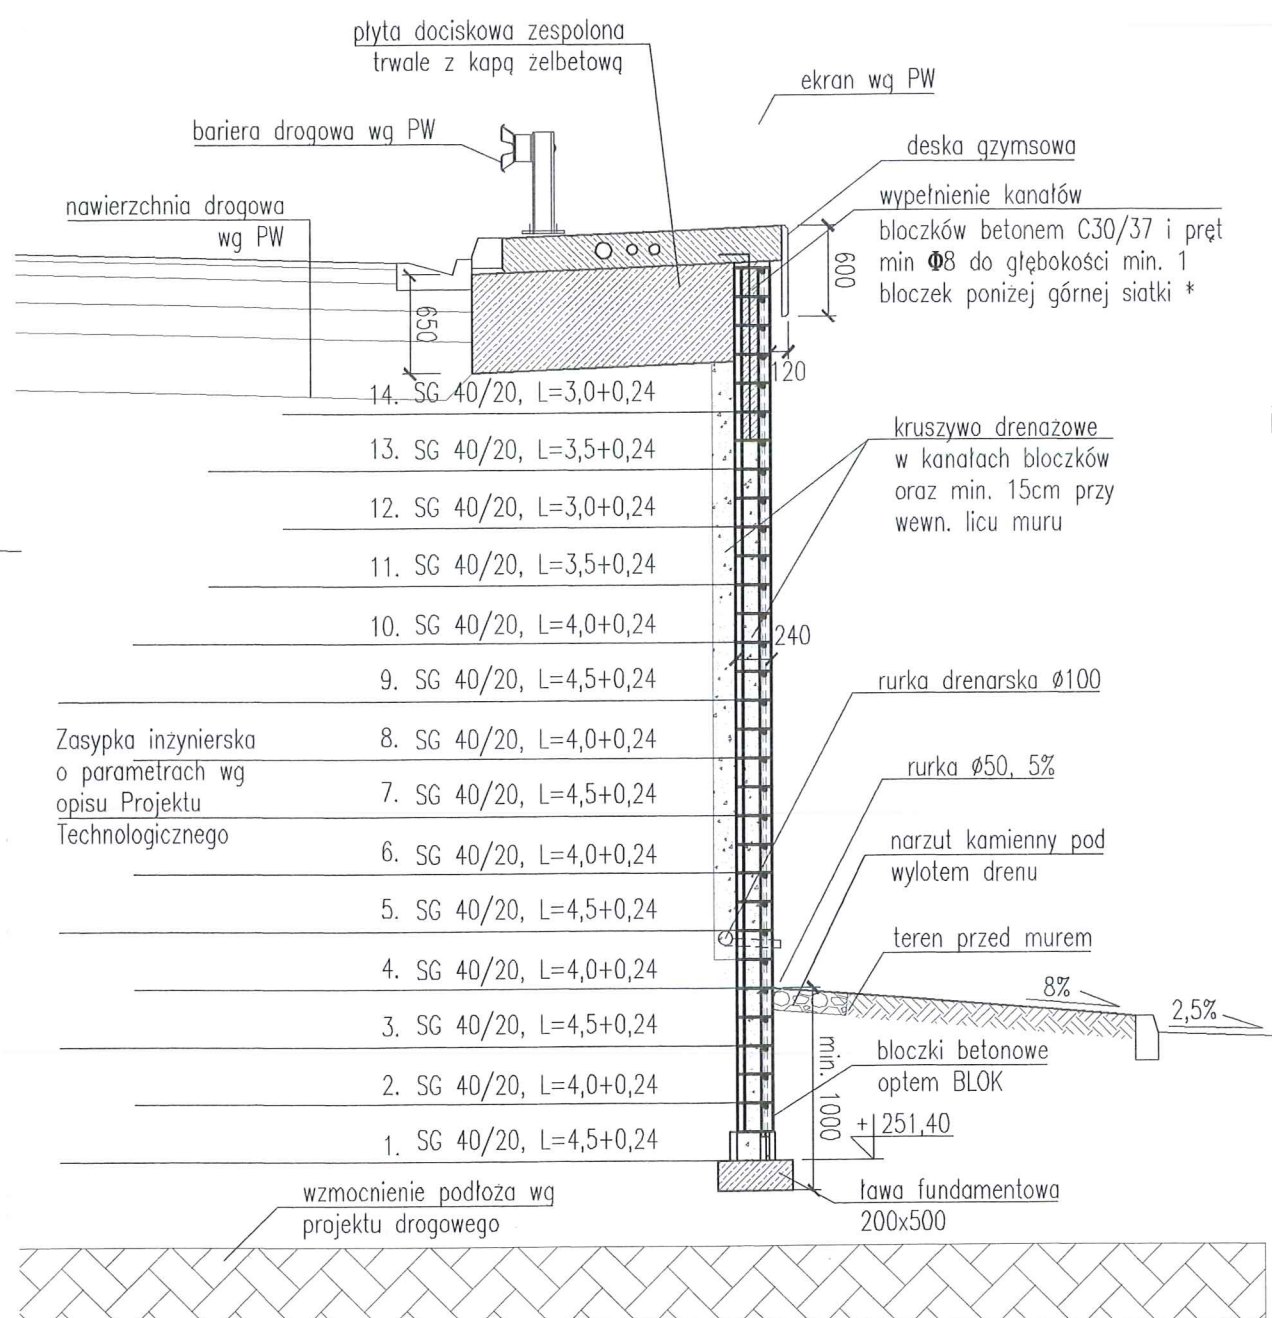 płyta dociskowa zespolona
trwale z kapą żelbetową
ekran wg PW
bariera drogowa wg PW
deska gzymsowa
nawierzchnia drogowa
wg PW
wypełnienie kanałów
bloczków betonem C30/37 i pręt
min Φ8 do głębokości min. 1
bloczek poniżej górnej siatki *
600
650
120
14. SG 40/20, L=3,0+0,24
13. SG 40/20, L=3,5+0,24
12. SG 40/20, L=3,0+0,24
11. SG 40/20, L=3,5+0,24
10. SG 40/20, L=4,0+0,24
9. SG 40/20, L=4,5+0,24
8. SG 40/20, L=4,0+0,24
7. SG 40/20, L=4,5+0,24
6. SG 40/20, L=4,0+0,24
5. SG 40/20, L=4,5+0,24
4. SG 40/20, L=4,0+0,24
3. SG 40/20, L=4,5+0,24
2. SG 40/20, L=4,0+0,24
1. SG 40/20, L=4,5+0,24
kruszywo drenażowe
w kanałach bloczków
oraz min. 15cm przy
wewn. licu muru
240
rurka drenarska Ø100
Zasypka inżynierska
o parametrach wg
opisu Projektu
Technologicznego
rurka Ø50, 5%
narzut kamienny pod
wylotem drenu
teren przed murem
8%
2,5%
min. 1000
bloczki betonowe
optem BLOK
+251,40
ława fundamentowa
200x500
wzmocnienie podłoża wg
projektu drogowego